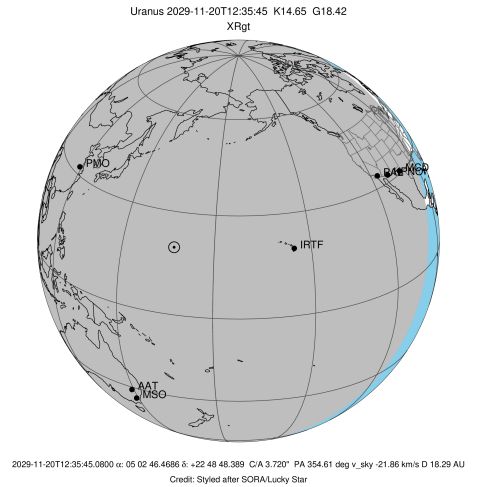 Uranus 2029-11-20T12:35:45 K14.65 G18.42
XRgt
PMO
MCD
IRTF
AAT
MSO
2029-11-20T12:35:45.0800 α: 05 02 46.4686 δ: +22 48 48.389 C/A 3.720" PA 354.61 deg v_sky -21.86 km/s D 18.29 AU
Credit: Styled after SORA/Lucky Star